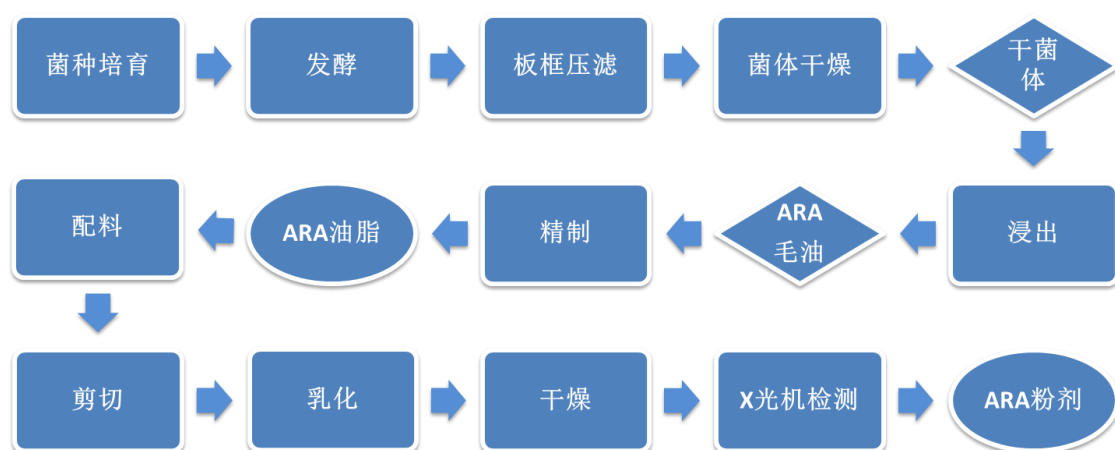 菌种培育
发酵
板框压滤
菌体干燥
干菌
体
浸出
ARA
毛油
精制
ARA油脂
配料
剪切
乳化
干燥
X光机检测
ARA粉剂